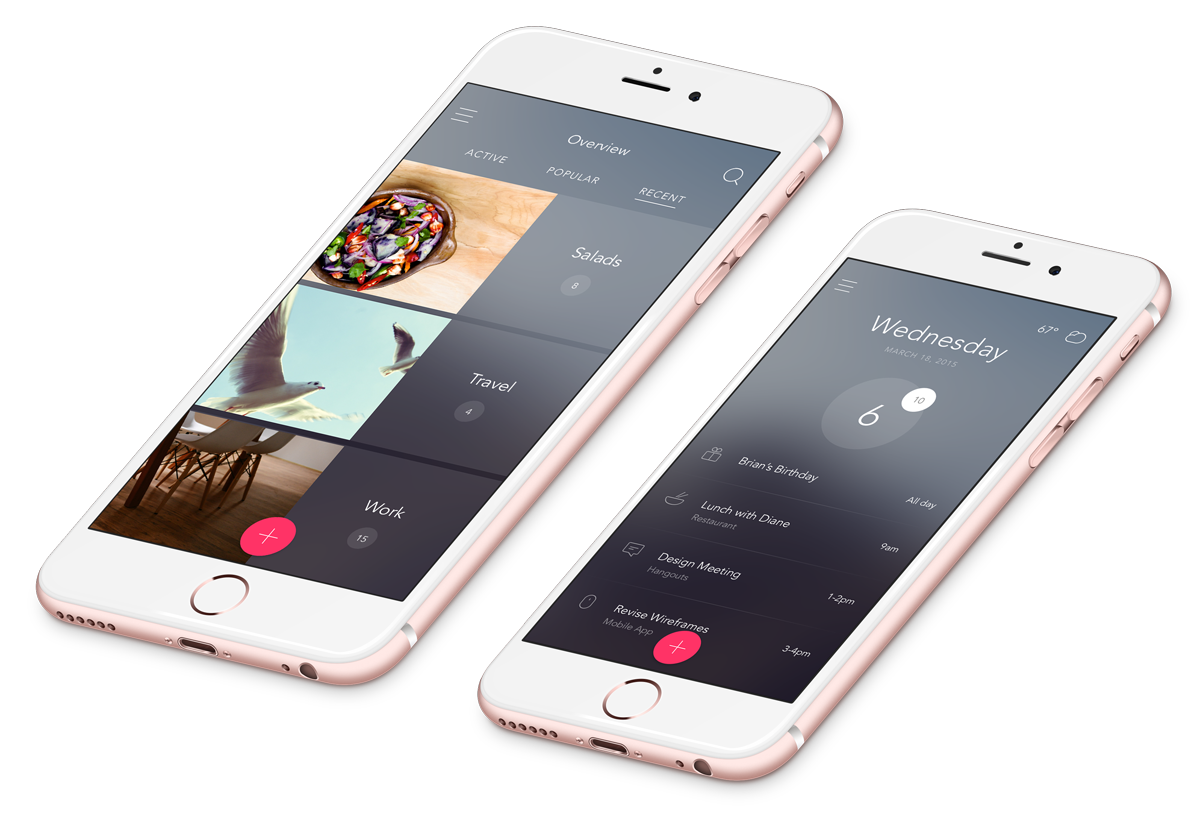 Overview
ACTIVE POPULAR RECENT
Salads
8
Travel
4
Work
15
67°
Wednesday
MARCH 18, 2015
6
10
Brian's Birthday
All day
Lunch with Diane
Restaurant
9am
Design Meeting
Hangouts
1-2pm
Revise Wireframes
Mobile App
3-4pm